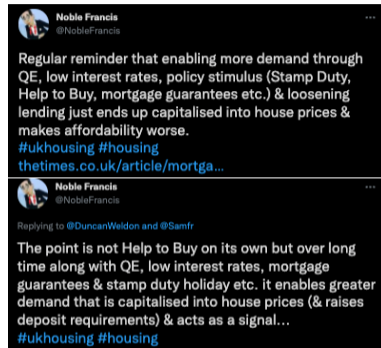 Noble Francis
@NobleFrancis
Regular reminder that enabling more demand through
QE, low interest rates, policy stimulus (Stamp Duty,
Help to Buy, mortgage guarantees etc.) & loosening
lending just ends up capitalised into house prices &
makes affordability worse.
#ukhousing #housing
thetimes.co.uk/article/mortga...
Noble Francis
@NobleFrancis
Replying to @DuncanWeldon and @Samfr
The point is not Help to Buy on its own but over long
time along with QE, low interest rates, mortgage
guarantees & stamp duty holiday etc. it enables greater
demand that is capitalised into house prices (& raises
deposit requirements) & acts as a signal...
#ukhousing #housing